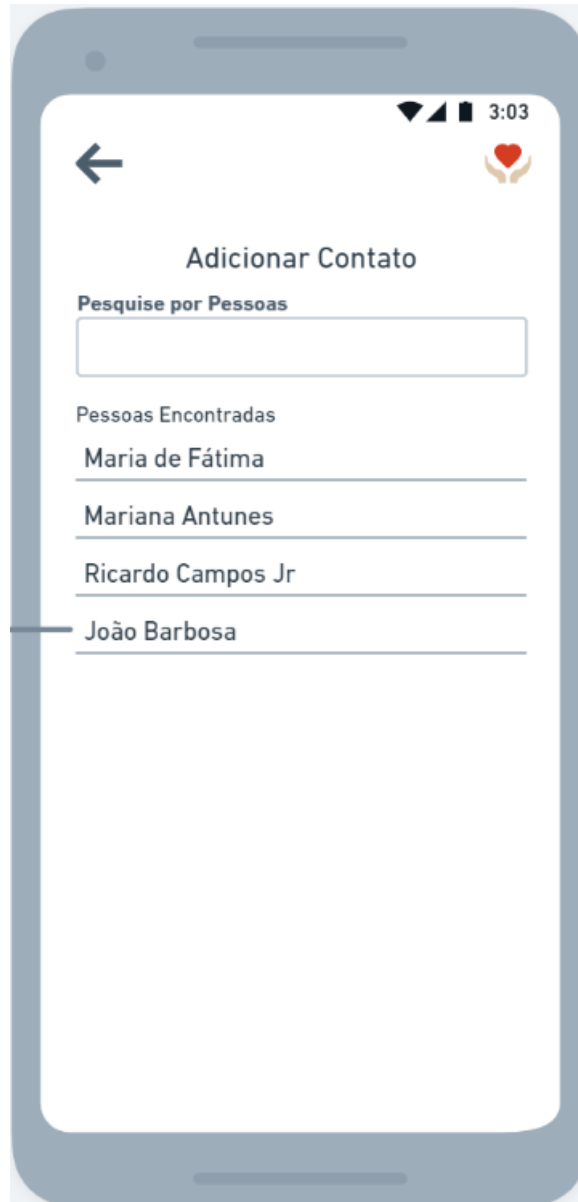 3:03
Adicionar Contato
Pesquise por Pessoas
Pessoas Encontradas
Maria de Fátima
Mariana Antunes
Ricardo Campos Jr
João Barbosa